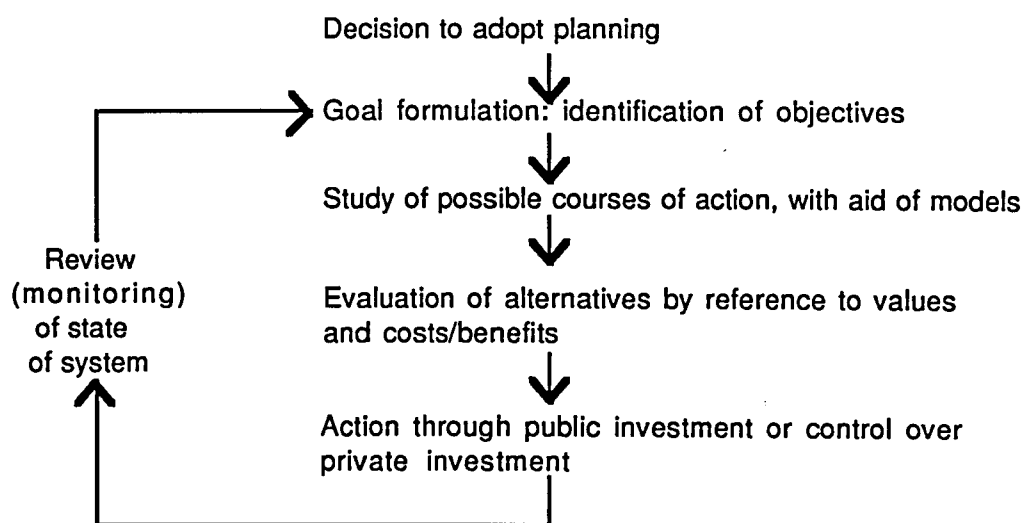 Decision to adopt planning
Goal formulation: identification of objectives
Study of possible courses of action, with aid of models
Evaluation of alternatives by reference to values
and costs/benefits
Action through public investment or control over
private investment
Review
(monitoring)
of state
of system